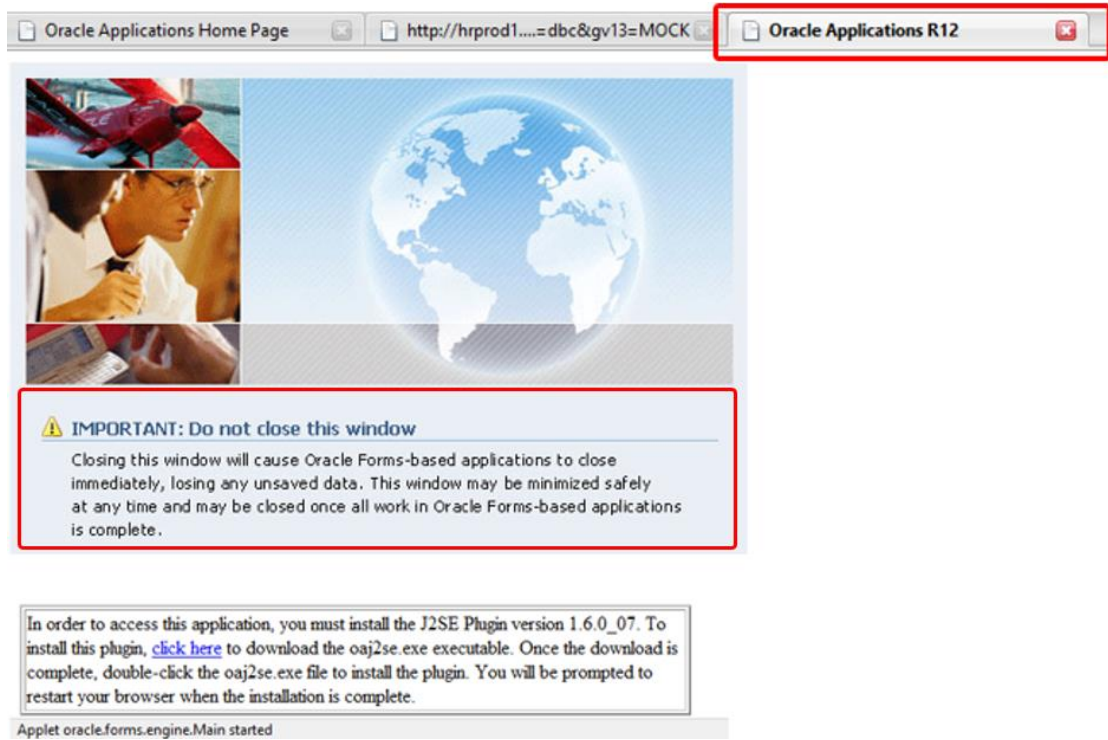 Oracle Applications Home Page
http://hrprod1....=dbc&gv13=MOCK
Oracle Applications R12
IMPORTANT: Do not close this window
Closing this window will cause Oracle Forms-based applications to close
immediately, losing any unsaved data. This window may be minimized safely
at any time and may be closed once all work in Oracle Forms-based applications
is complete.
In order to access this application, you must install the J2SE Plugin version 1.6.0_07. To
install this plugin, click here to download the oaj2se.exe executable. Once the download is
complete, double-click the oaj2se.exe file to install the plugin. You will be prompted to
restart your browser when the installation is complete.
Applet oracle.forms.engine.Main started